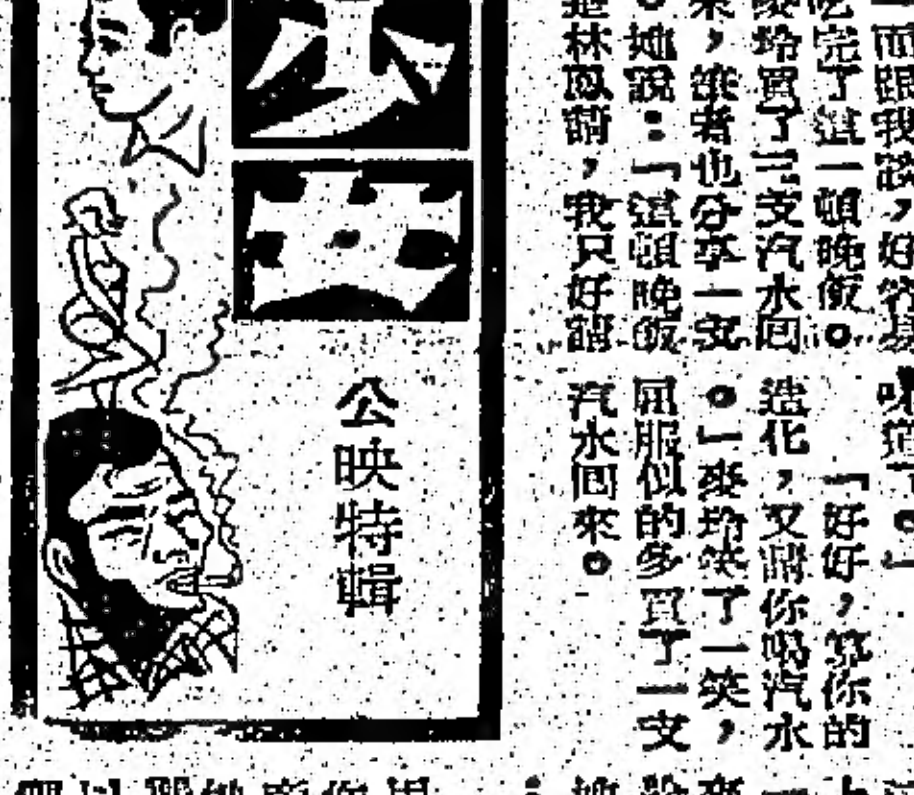 而跟我談,好容易
吃完了這一頓晚飯。
麥玲買了三支汽水回
來,筆者也分享一支
。她說:「這頓晚飯
是林鳳請,我只好請
味道了。」
「好好,算你的
造化,又請你喝汽水
。」麥玲笑了一笑,
屈服似的多買了一支
汽水回來。
公映特輯